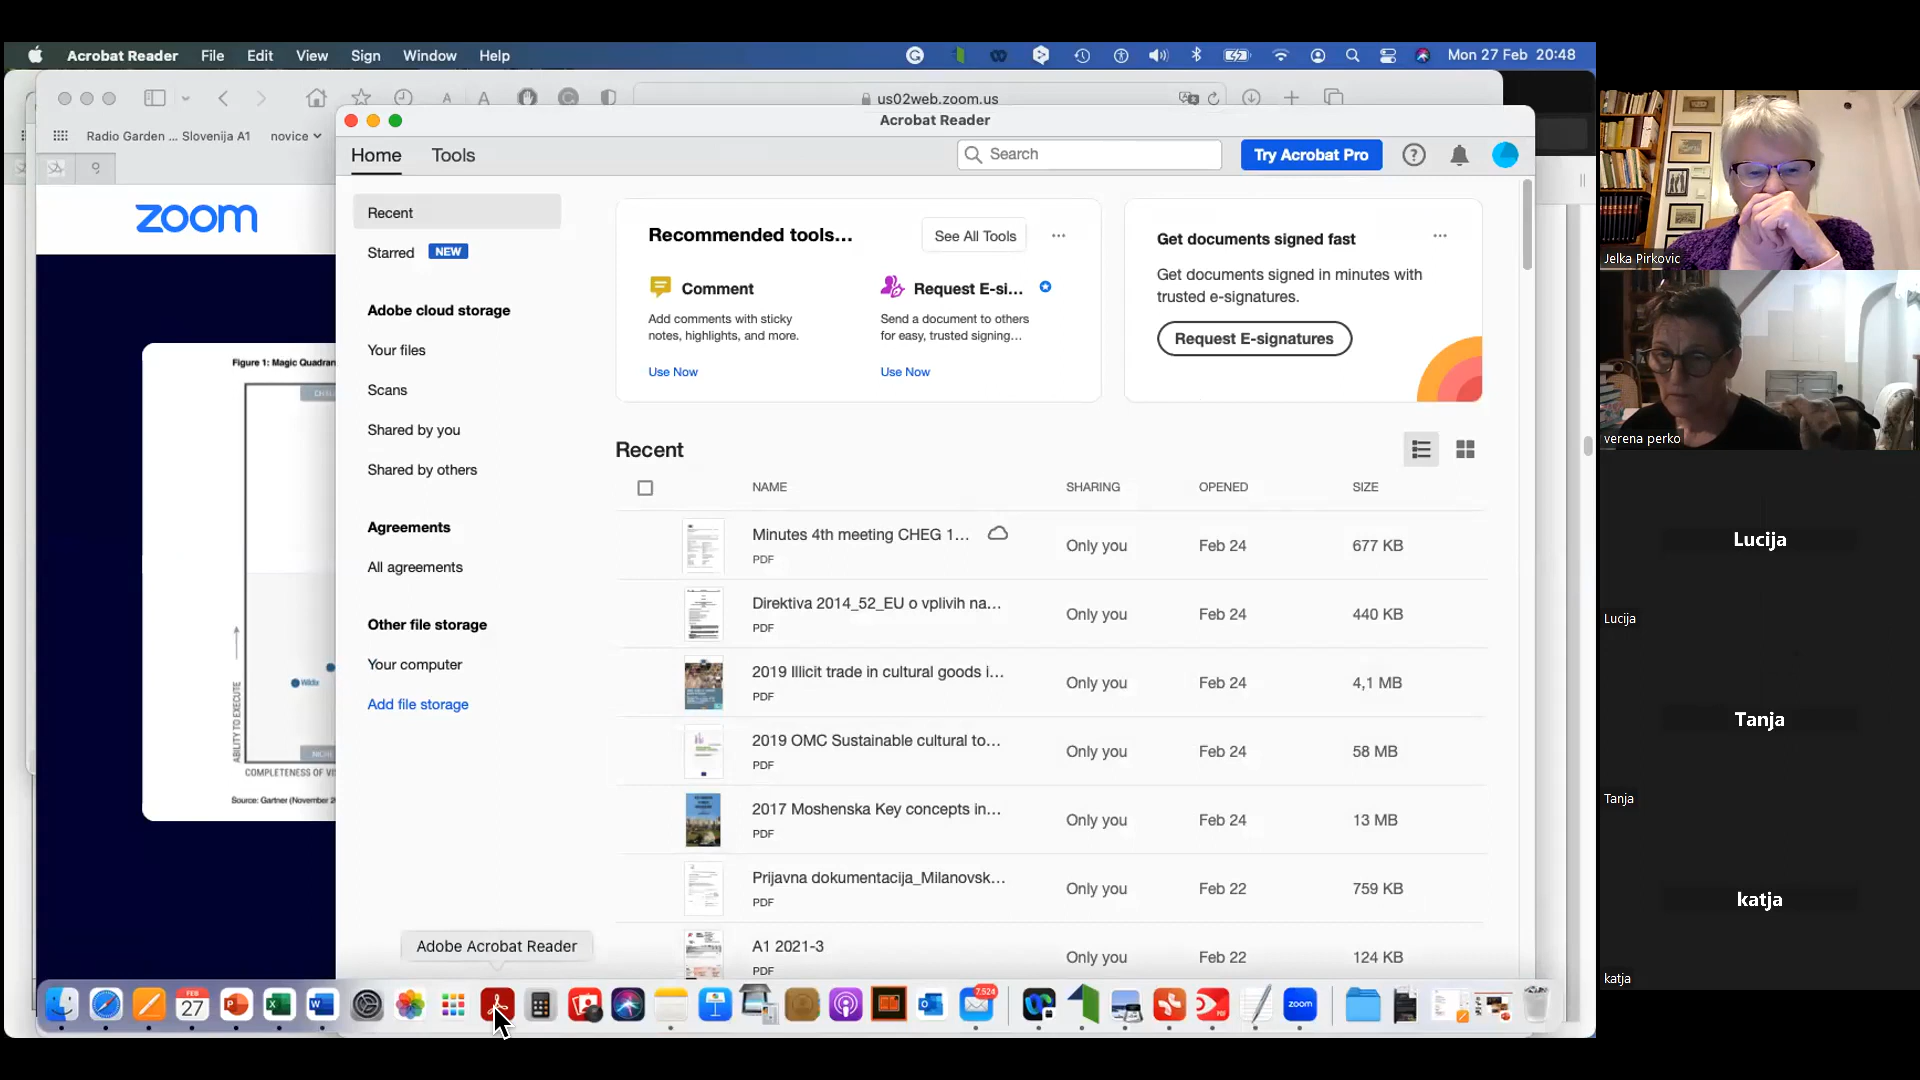 Acrobat Reader File Edit View Sign Window Help
Mon 27 Feb 20:48
us02web.zoom.us
Acrobat Reader
Radio Garden ... Slovenija A1 novice
Home Tools
Search
Try Acrobat Pro
zoom
Recent
Starred NEW
Adobe cloud storage
Your files
Scans
Shared by you
Shared by others
Agreements
All agreements
Other file storage
Your computer
Add file storage
Recommended tools...
See All Tools
Comment
Add comments with sticky
notes, highlights, and more.
Use Now
Request E-si...
Send a document to others
for easy, trusted signing...
Use Now
Get documents signed fast
Get documents signed in minutes with
trusted e-signatures.
Request E-signatures
Recent
NAME SHARING OPENED SIZE
Minutes 4th meeting CHEG 1... Only you Feb 24 677 KB
PDF
Direktiva 2014_52_EU o vplivih na... Only you Feb 24 440 KB
PDF
2019 Illicit trade in cultural goods i... Only you Feb 24 4,1 MB
PDF
2019 OMC Sustainable cultural to... Only you Feb 24 58 MB
PDF
2017 Moshenska Key concepts in... Only you Feb 24 13 MB
PDF
Prijavna dokumentacija_Milanovsk... Only you Feb 22 759 KB
PDF
A1 2021-3 Only you Feb 22 124 KB
PDF
Figure 1: Magic Quadran
ABILITY TO EXECUTE
COMPLETENESS OF VIS
Source: Gartner (November 2
Adobe Acrobat Reader
FEB
27
7.524
zoom
Jelka Pirkovic
verena perko
Lucija
Lucija
Tanja
Tanja
katja
katja